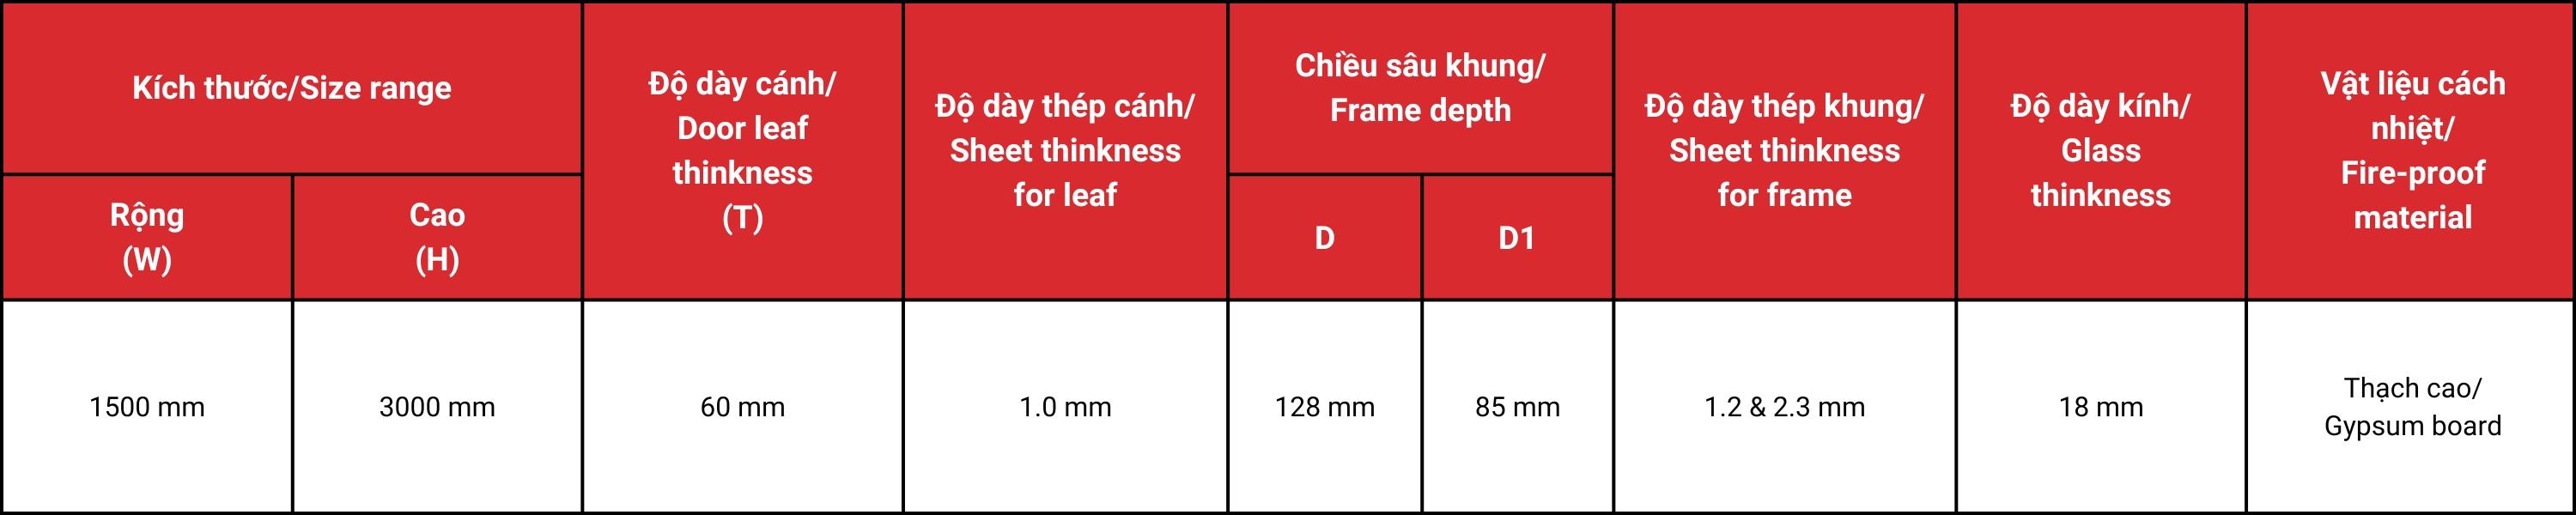 Kích thước/Size range
Rộng
(W)
Cao
(H)
Độ dày cánh/
Door leaf
thinkness
(T)
Độ dày thép cánh/
Sheet thinkness
for leaf
Chiều sâu khung/
Frame depth
D
D1
Độ dày thép khung/
Sheet thinkness
for frame
Độ dày kính/
Glass
thinkness
Vật liệu cách
nhiệt/
Fire-proof
material
1500 mm
3000 mm
60 mm
1.0 mm
128 mm
85 mm
1.2 & 2.3 mm
18 mm
Thạch cao/
Gypsum board